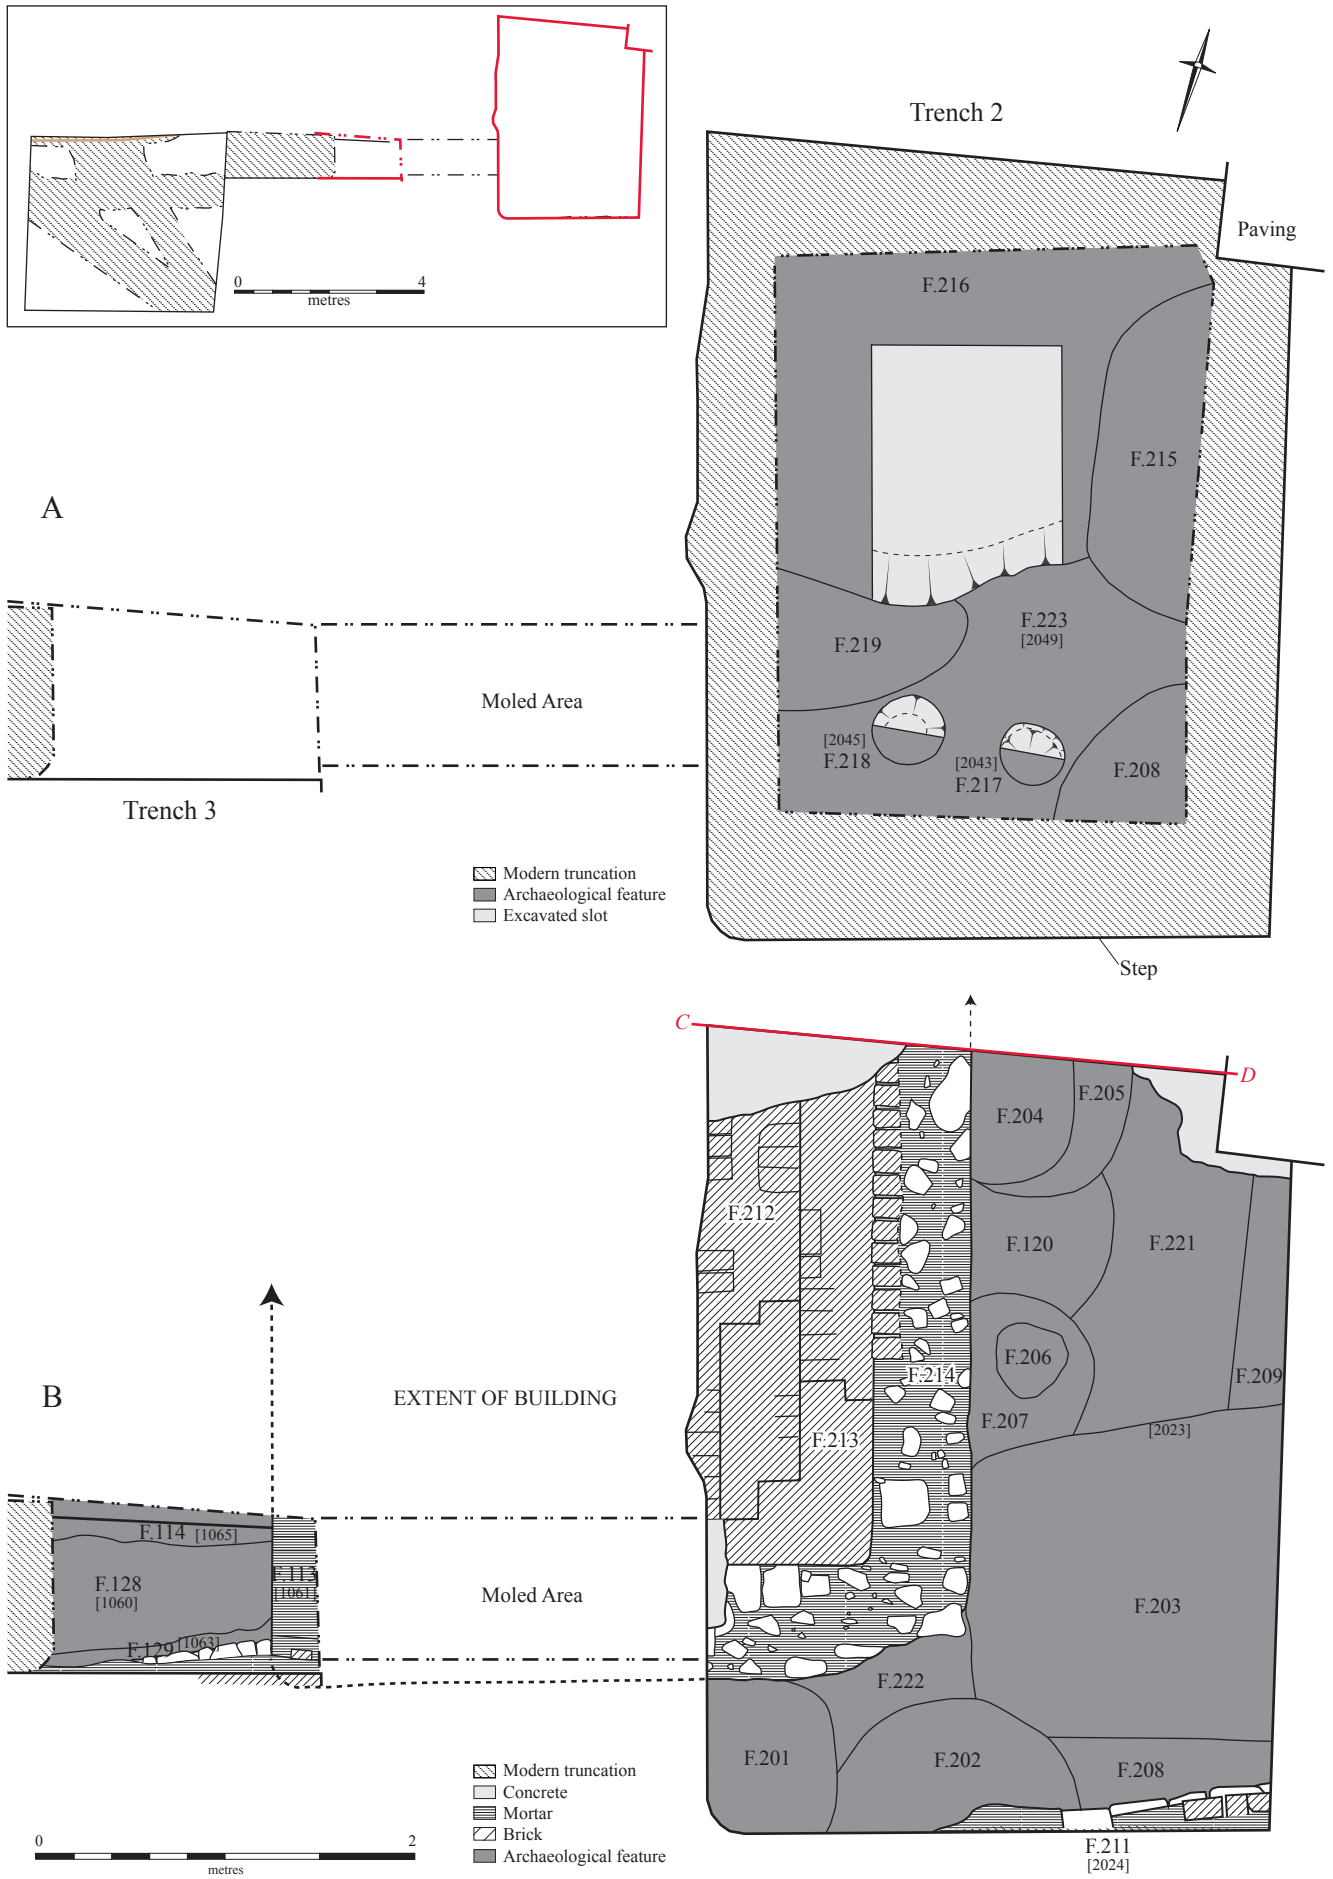 0
4
metres
Trench 2
Paving
F.216
F.215
A
F.223
[2049]
F.219
Moled Area
[2045]
F.218
[2043]
F.217
F.208
Trench 3
Modern truncation
Archaeological feature
Excavated slot
Step
C
D
F.205
F.204
F.212
F.120
F.221
F.206
F.214
F.209
B
EXTENT OF BUILDING
F.207
[2023]
F.213
F.114 [1065]
F.113
[1061]
F.128
[1060]
Moled Area
F.203
F.129 [1063]
F.222
F.201
F.202
F.208
Modern truncation
Concrete
Mortar
Brick
Archaeological feature
0
2
metres
F.211
[2024]